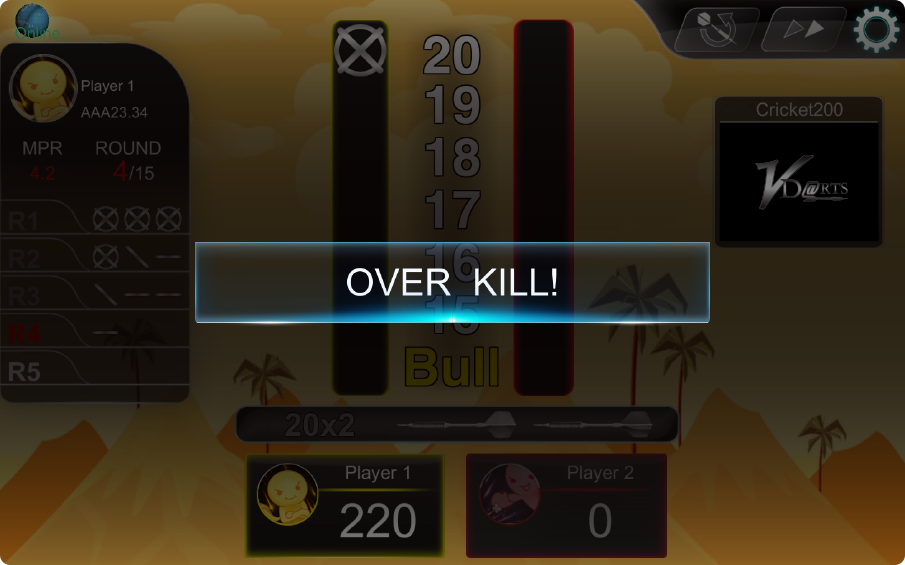 Online
Player 1
AAA23.34
MPR
ROUND
4.2
4/15
R1
R2
R3
R4
R5
20
19
18
17
16
15
Bull
OVER KILL!
Cricket200
VD@RTS
20x2
Player 1
220
Player 2
0